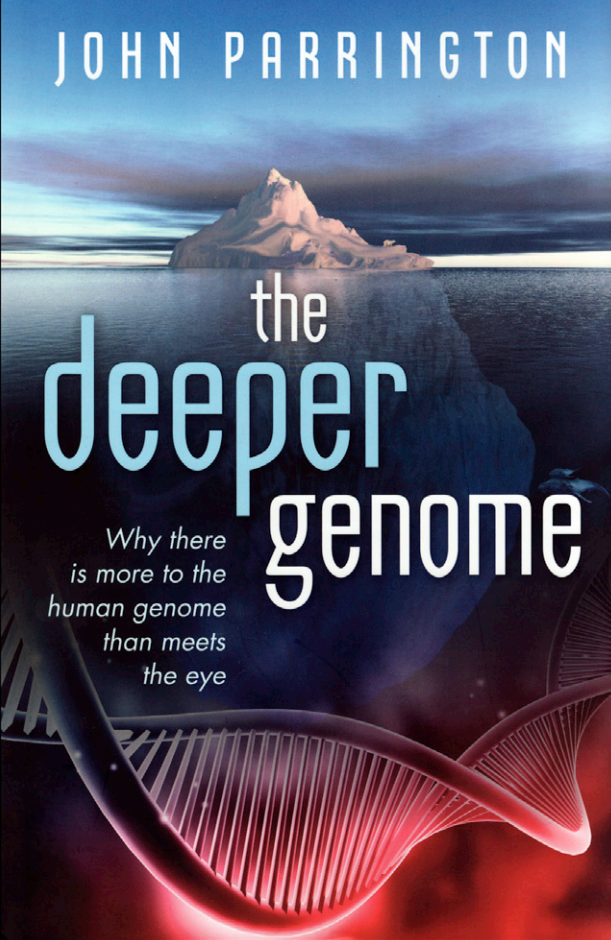 JOHN PARRINGTON
the
deeper
genome
Why there
is more to the
human genome
than meets
the eye